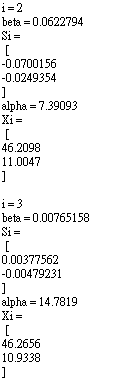 i = 2
beta = 0.0622794
Si =
[
-0.0700156
-0.0249354
]
alpha = 7.39093
Xi =
[
46.2098
11.0047
]
i = 3
beta = 0.00765158
Si =
[
0.00377562
-0.00479231
]
alpha = 14.7819
Xi =
[
46.2656
10.9338
]